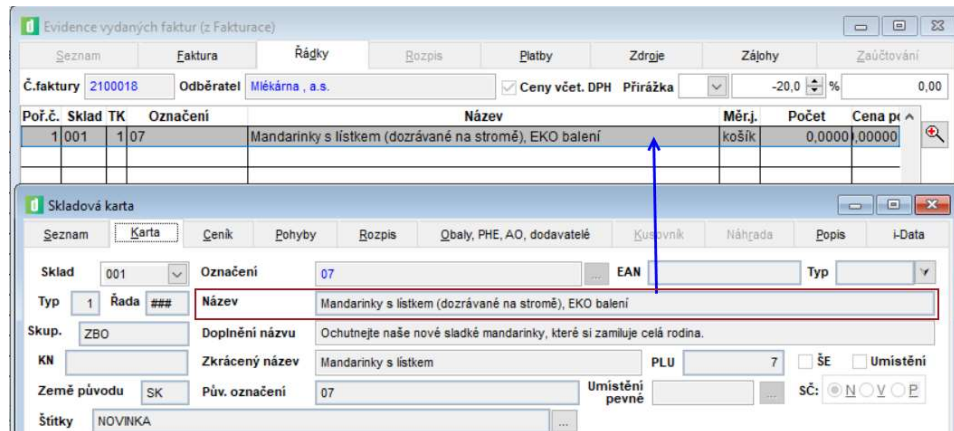 Evidence vydaných faktur (z Fakturace)
Seznam Faktura Řádky Rozpis Platby Zdroje Zálohy Zaúčtování
Č.faktury 2100018 Odběratel Mlékárna , a.s. Ceny včet. DPH Přirážka -20,0 % 0,00
Poř.č. Sklad TK Označení Název Měr.j. Počet Cena
1 001 1 07 Mandarinky s lístkem (dozrávané na stromě), EKO balení košík 0,0000 ,00000
Skladová karta
Seznam Karta Ceník Pohyby Rozpis Obaly, PHE, AO, dodavatelé Kusovník Náhrada Popis i-Data
Sklad 001 Označení 07 ... EAN Typ
Typ 1 Řada ### Název Mandarinky s lístkem (dozrávané na stromě), EKO balení
Skup. ZBO Doplnění názvu Ochutnejte naše nové sladké mandarinky, které si zamiluje celá rodina.
KN Zkrácený název Mandarinky s lístkem PLU 7 ŠE Umístění
Země původu SK Pův. označení 07 Umístění pevné ... SČ: N V P
Štítky NOVINKA ...